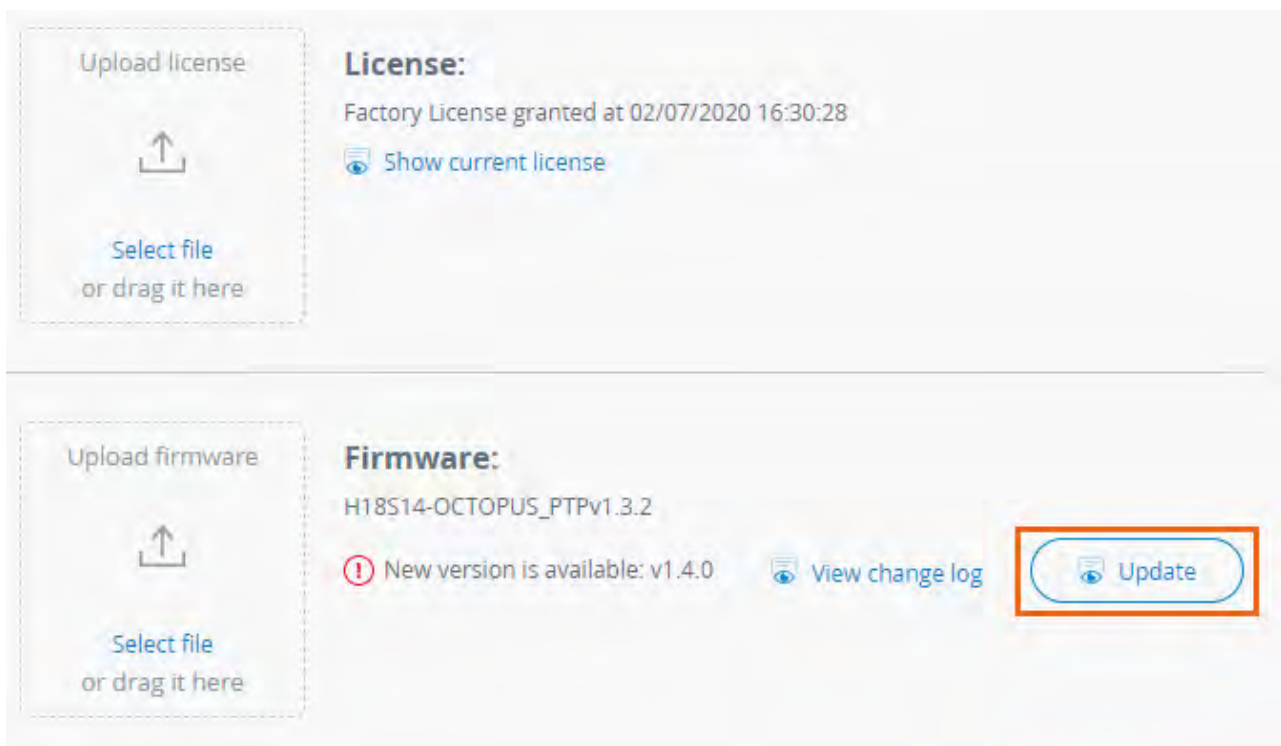 Upload license
Select file
or drag it here
License:
Factory License granted at 02/07/2020 16:30:28
Show current license
Upload firmware
Select file
or drag it here
Firmware:
H18S14-OCTOPUS_PTPv1.3.2
New version is available: v1.4.0 View change log Update